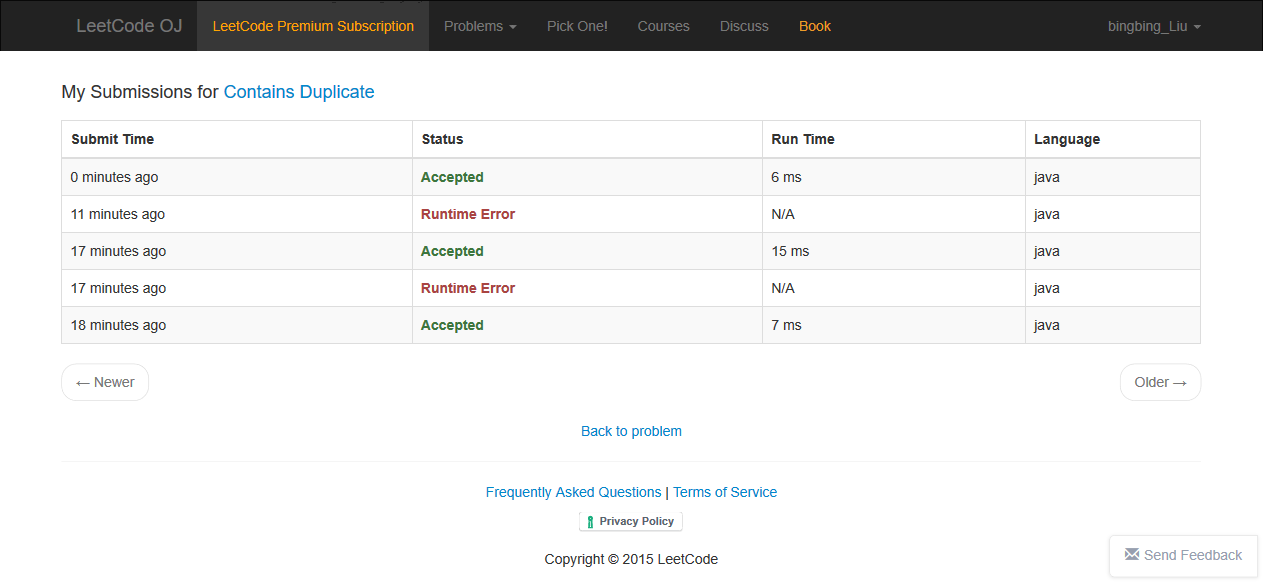 LeetCode OJ LeetCode Premium Subscription Problems Pick One! Courses Discuss Book bingbing_Liu
My Submissions for Contains Duplicate
Submit Time Status Run Time Language
0 minutes ago Accepted 6 ms java
11 minutes ago Runtime Error N/A java
17 minutes ago Accepted 15 ms java
17 minutes ago Runtime Error N/A java
18 minutes ago Accepted 7 ms java
← Newer Older →
Back to problem
Frequently Asked Questions | Terms of Service
Privacy Policy
Copyright © 2015 LeetCode
Send Feedback